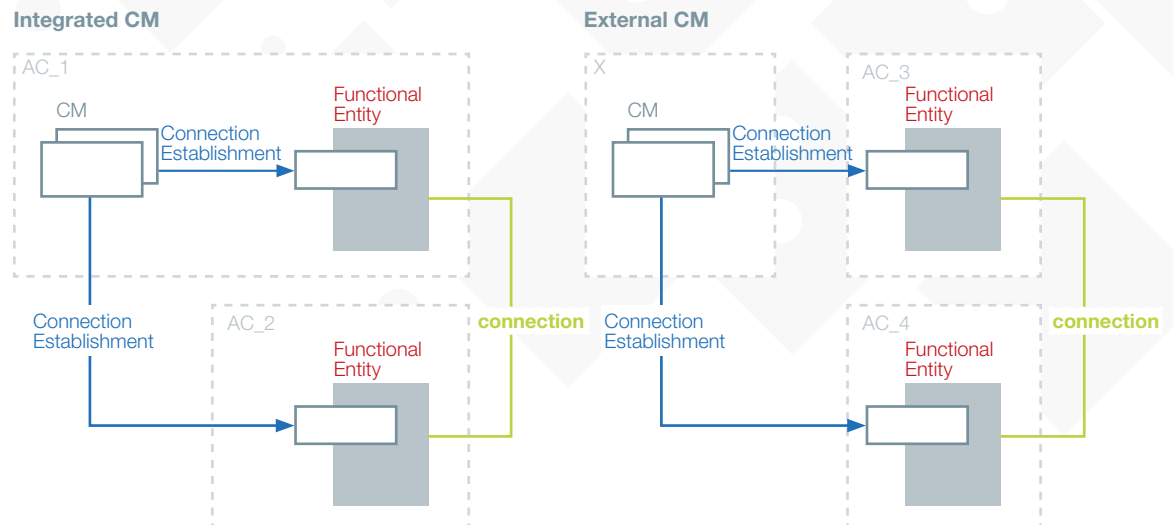 Integrated CM
External CM
AC_1
CM
Connection
Establishment
Functional
Entity
Connection
Establishment
AC_2
Functional
Entity
connection
X
CM
Connection
Establishment
AC_3
Functional
Entity
Connection
Establishment
AC_4
Functional
Entity
connection